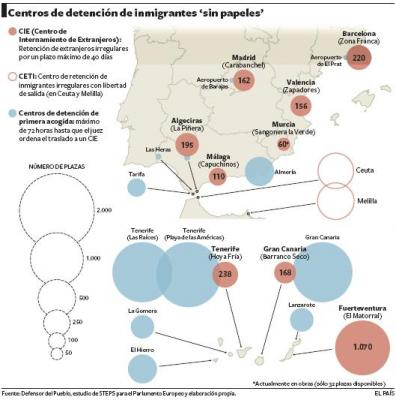 Centros de detención de inmigrantes 'sin papeles'
CIE (Centro de
Internamiento de Extranjeros):
Retención de extranjeros irregulares
por un plazo máximo de 40 días
CETI: Centro de retención de
inmigrantes irregulares con libertad
de salida (en Ceuta y Melilla)
Centros de detención de
primera acogida máximo
de 72 horas hasta que el juez
ordena el traslado a un CIE
NÚMERO DE PLAZAS
2.000
1.000
500
250
100
50
Barcelona
(Zona Franca)
Aeropuerto
de El Prat
220
Madrid
(Carabanchel)
Aeropuerto
de Barajas
162
Valencia
(Zapadores)
156
Murcia
(Sangonera la Verde)
60*
Algeciras
(La Piñera)
195
Las Heras
Málaga
(Capuchinos)
110
Tarifa
Almería
Ceuta
Melilla
Tenerife
(Las Raíces)
Tenerife
(Playa de las Américas)
Tenerife
(Hoya Fría)
238
Gran Canaria
(Barranco Seco)
168
Gran Canaria
La Gomera
El Hierro
Lanzarote
Fuerteventura
(El Matorral)
1.070
*Actualmente en obras (sólo 32 plazas disponibles)
Fuente: Defensor del Pueblo, estudio de STEPS para el Parlamento Europeo y elaboración propia.
EL PAÍS